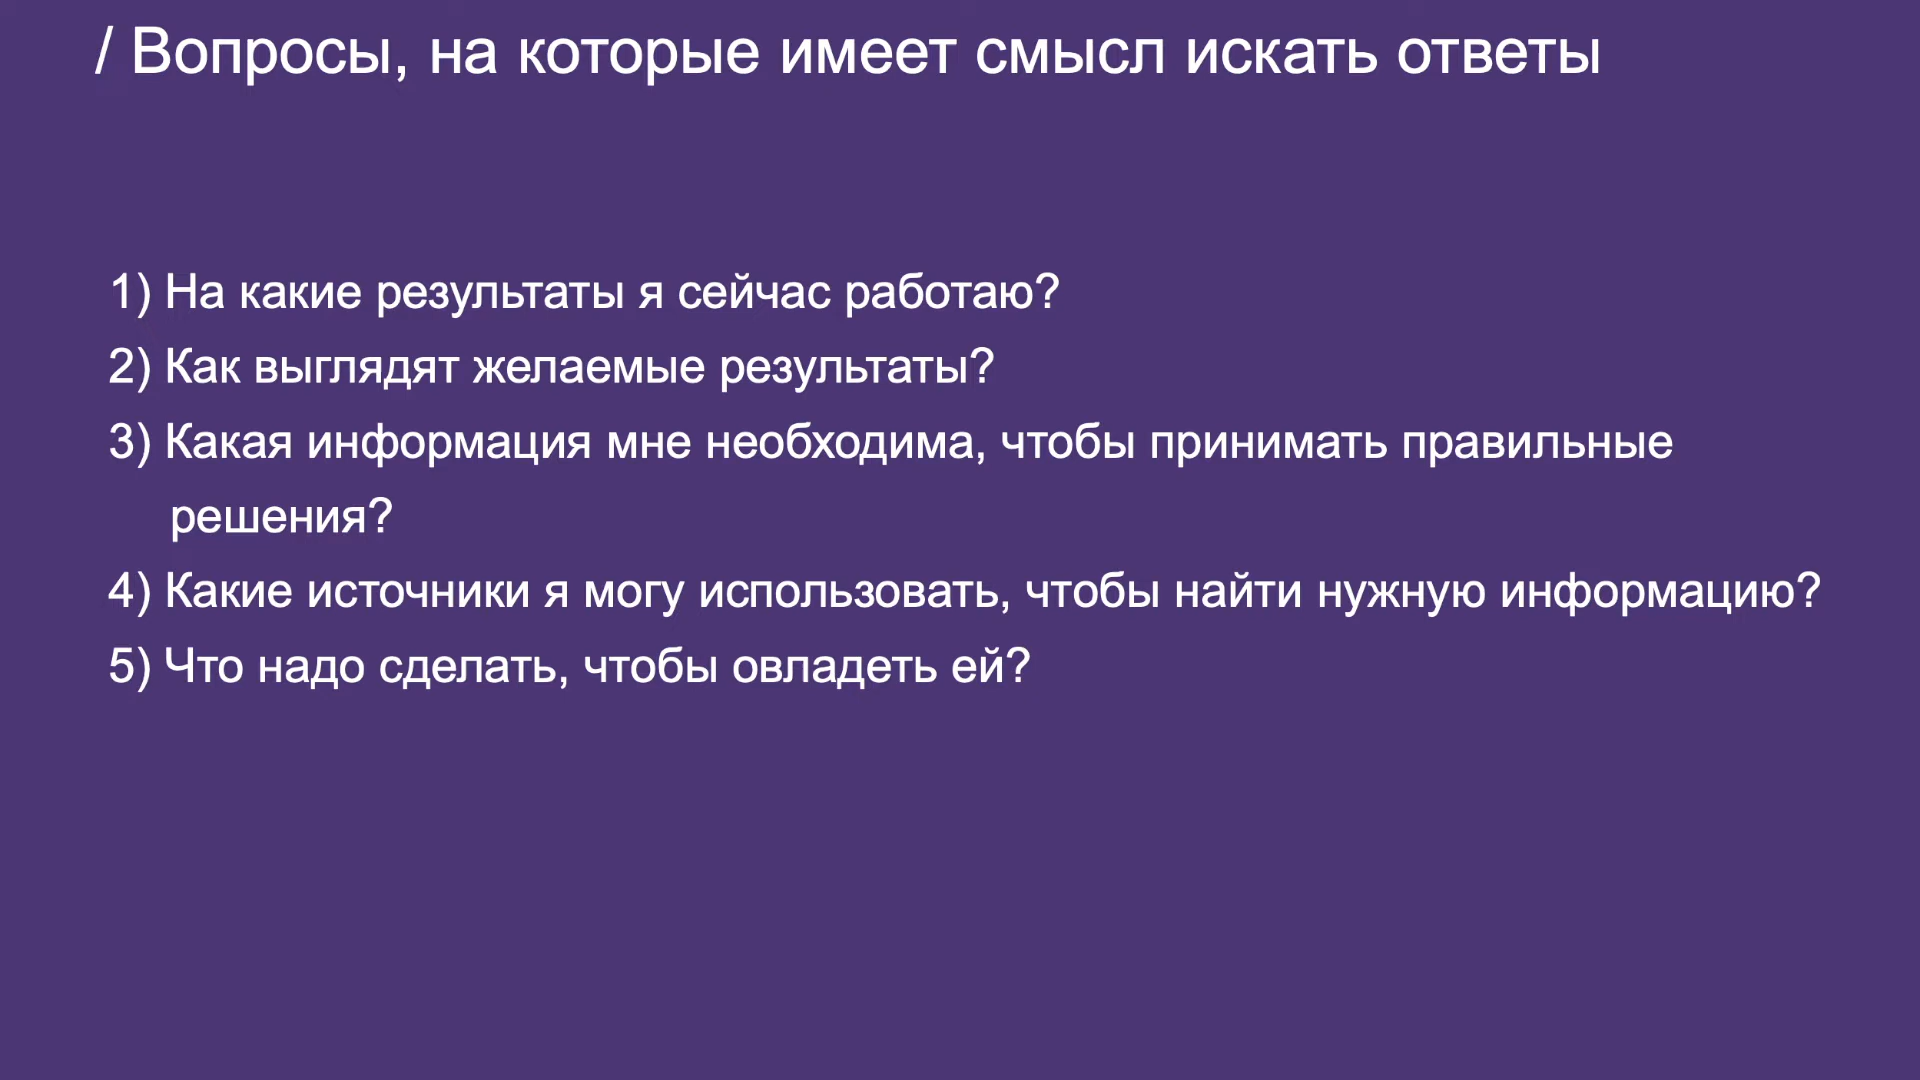 / Вопросы, на которые имеет смысл искать ответы
1) На какие результаты я сейчас работаю?
2) Как выглядят желаемые результаты?
3) Какая информация мне необходима, чтобы принимать правильные
решения?
4) Какие источники я могу использовать, чтобы найти нужную информацию?
5) Что надо сделать, чтобы овладеть ей?